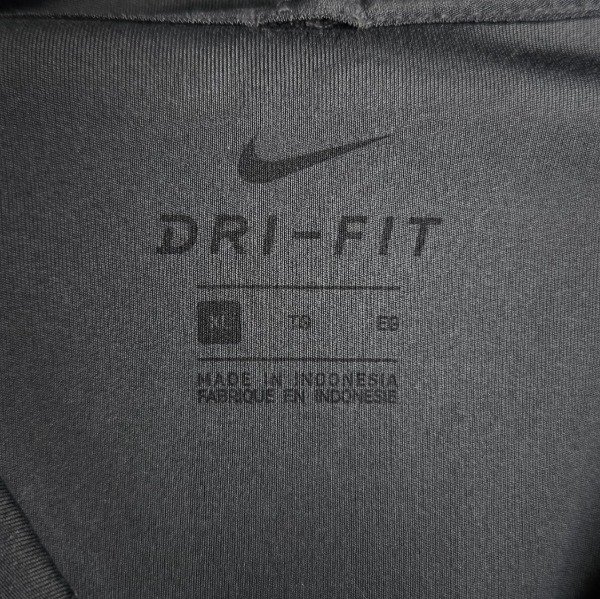 DRI-FIT
XL TG EG
MADE IN INDONESIA
FABRIQUE EN INDONESIE